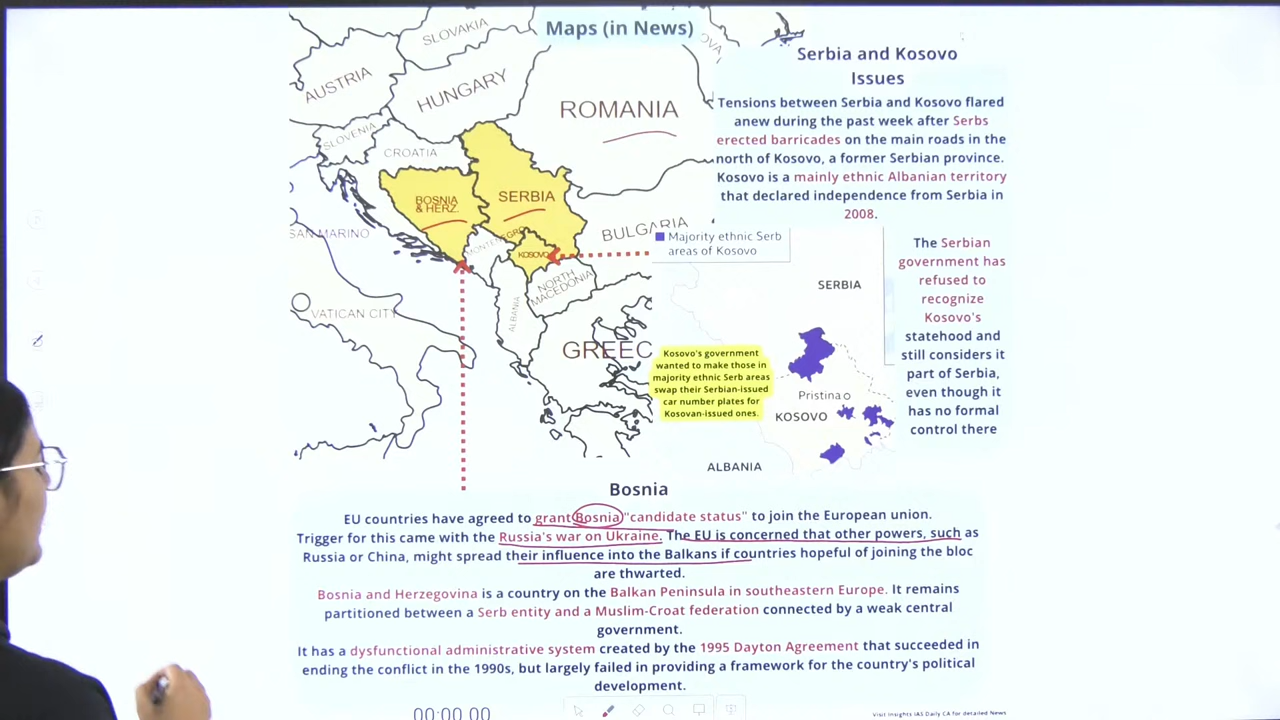 Maps (in News)
SLOVAKIA
OVA
AUSTRIA
HUNGARY
ROMANIA
SLOVENIA
CROATIA
BOSNIA
& HERZ.
SERBIA
SAN MARINO
MONTENEGRO
KOSOVO
BULGARIA
NORTH
MACEDONIA
ALBANIA
VATICAN CITY
GREEC
Serbia and Kosovo
Issues
Tensions between Serbia and Kosovo flared
anew during the past week after Serbs
erected barricades on the main roads in the
north of Kosovo, a former Serbian province.
Kosovo is a mainly ethnic Albanian territory
that declared independence from Serbia in
2008.
Majority ethnic Serb
areas of Kosovo
SERBIA
Pristina
KOSOVO
ALBANIA
Kosovo's government
wanted to make those in
majority ethnic Serb areas
swap their Serbian-issued
car number plates for
Kosovan-issued ones.
The Serbian
government has
refused to
recognize
Kosovo's
statehood and
still considers it
part of Serbia,
even though it
has no formal
control there
Bosnia
EU countries have agreed to grant Bosnia "candidate status" to join the European union.
Trigger for this came with the Russia's war on Ukraine. The EU is concerned that other powers, such as
Russia or China, might spread their influence into the Balkans if countries hopeful of joining the bloc
are thwarted.
Bosnia and Herzegovina is a country on the Balkan Peninsula in southeastern Europe. It remains
partitioned between a Serb entity and a Muslim-Croat federation connected by a weak central
government.
It has a dysfunctional administrative system created by the 1995 Dayton Agreement that succeeded in
ending the conflict in the 1990s, but largely failed in providing a framework for the country's political
development.
00:00.00
Visit Insights IAS Daily CA for detailed News